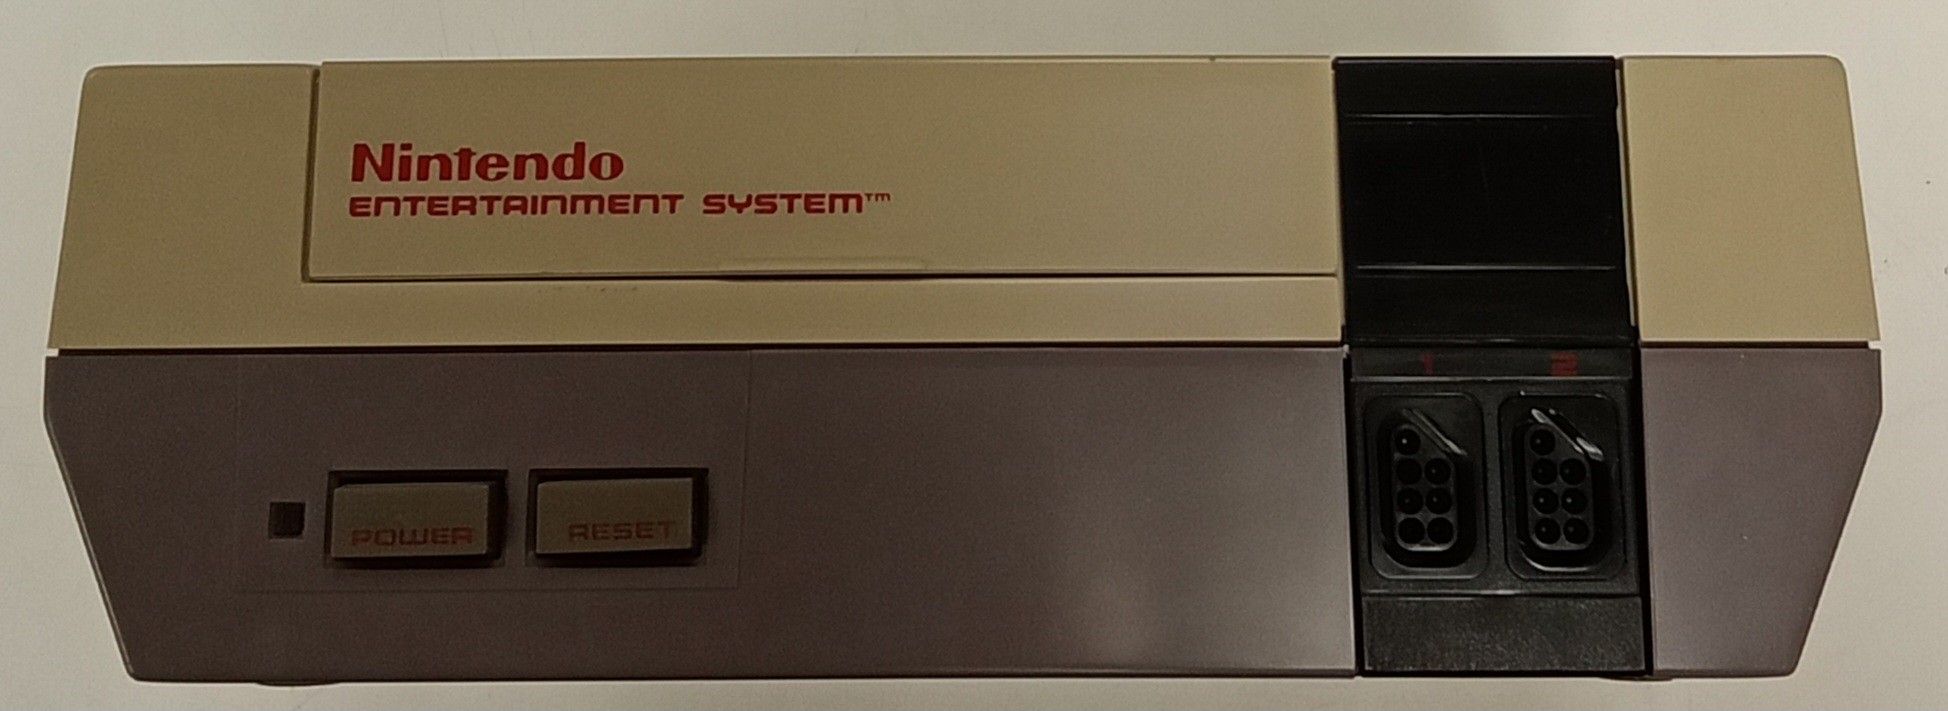 Nintendo
ENTERTAINMENT SYSTEM™
1 2
POWER RESET